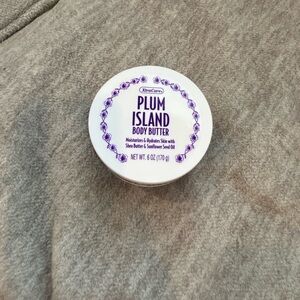 XtraCare
PLUM
ISLAND
BODY BUTTER
Moisturizes & Hydrates Skin with
Shea Butter & Sunflower Seed Oil
NET WT. 6 OZ (170 g)